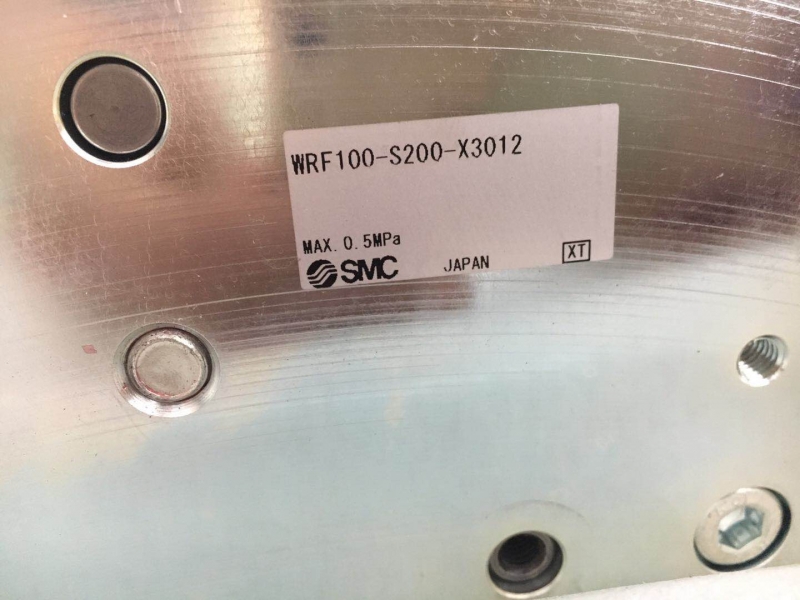 WRF100-S200-X3012
MAX. 0.5MPa
SMC JAPAN XT